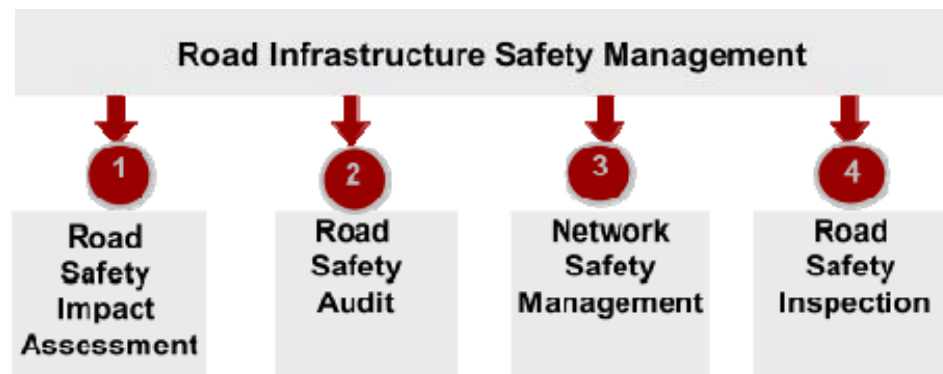 Road Infrastructure Safety Management
1
2
3
4
Road
Safety
Impact
Assessment
Road
Safety
Audit
Network
Safety
Management
Road
Safety
Inspection